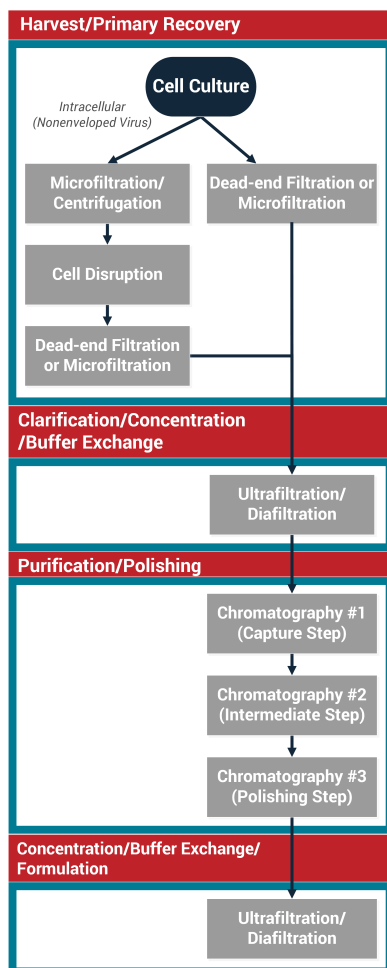 Harvest/Primary Recovery
Cell Culture
Intracellular
(Nonenveloped Virus)
Microfiltration/
Centrifugation
Dead-end Filtration or
Microfiltration
Cell Disruption
Dead-end Filtration
or Microfiltration
Clarification/Concentration
/Buffer Exchange
Ultrafiltration/
Diafiltration
Purification/Polishing
Chromatography #1
(Capture Step)
Chromatography #2
(Intermediate Step)
Chromatography #3
(Polishing Step)
Concentration/Buffer Exchange/
Formulation
Ultrafiltration/
Diafiltration